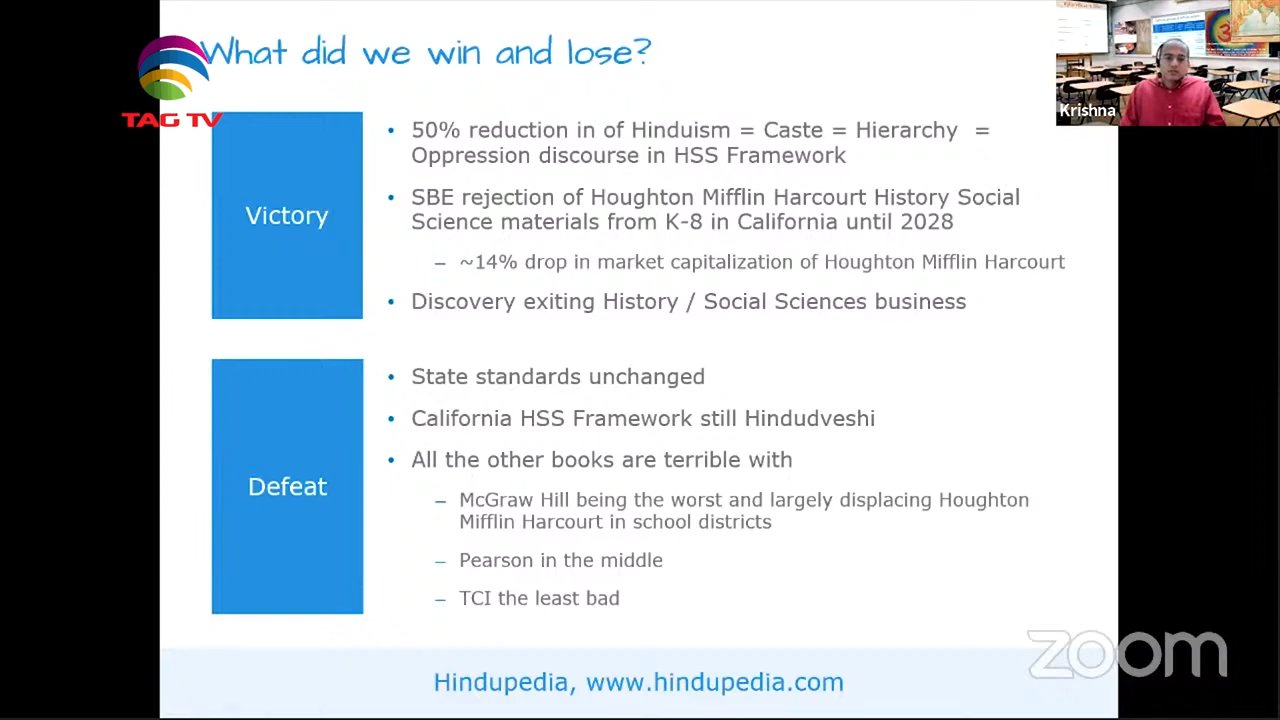 What did we win and lose?
TAG TV
Krishna
Victory
• 50% reduction in of Hinduism = Caste = Hierarchy =
Oppression discourse in HSS Framework
• SBE rejection of Houghton Mifflin Harcourt History Social
Science materials from K-8 in California until 2028
– ~14% drop in market capitalization of Houghton Mifflin Harcourt
• Discovery exiting History / Social Sciences business
Defeat
• State standards unchanged
• California HSS Framework still Hindudveshi
• All the other books are terrible with
– McGraw Hill being the worst and largely displacing Houghton
Mifflin Harcourt in school districts
– Pearson in the middle
– TCI the least bad
zoom
Hindupedia, www.hindupedia.com